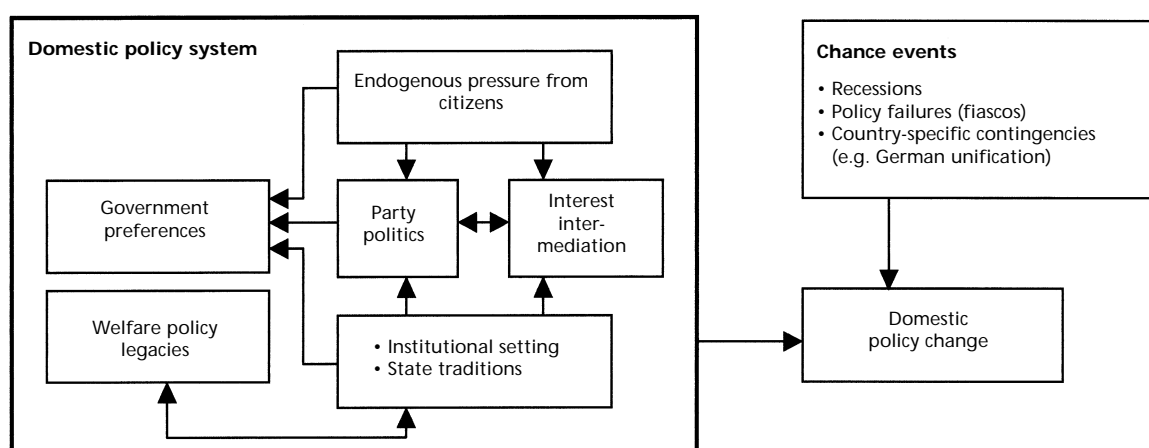 Domestic policy system
Endogenous pressure from
citizens
Government
preferences
Party
politics
Interest
inter-
mediation
Welfare policy
legacies
• Institutional setting
• State traditions
Chance events
• Recessions
• Policy failures (fiascos)
• Country-specific contingencies
(e.g. German unification)
Domestic
policy change